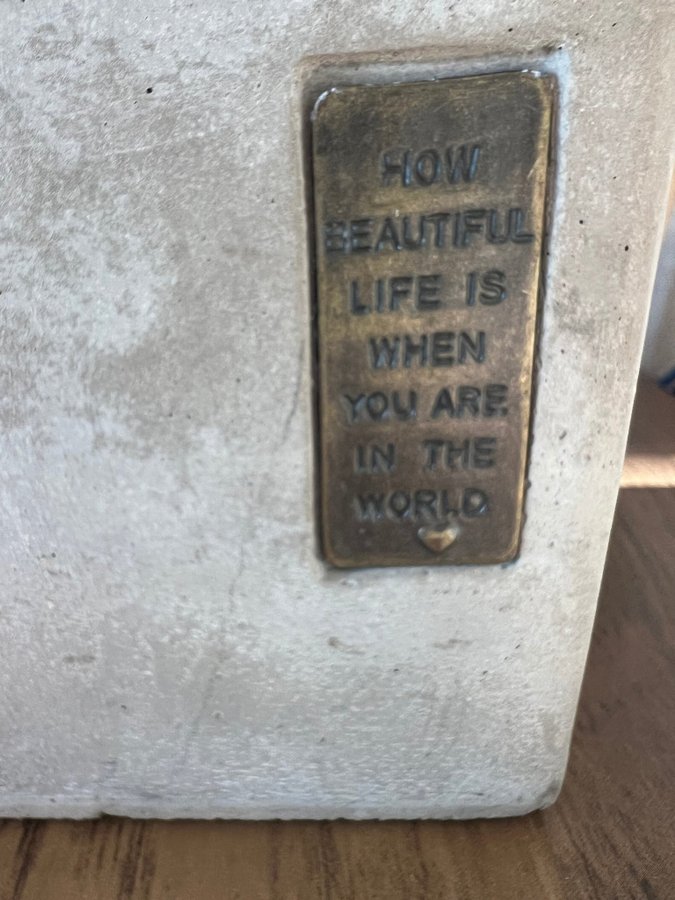 HOW
BEAUTIFUL
LIFE IS
WHEN
YOU ARE
IN THE
WORLD